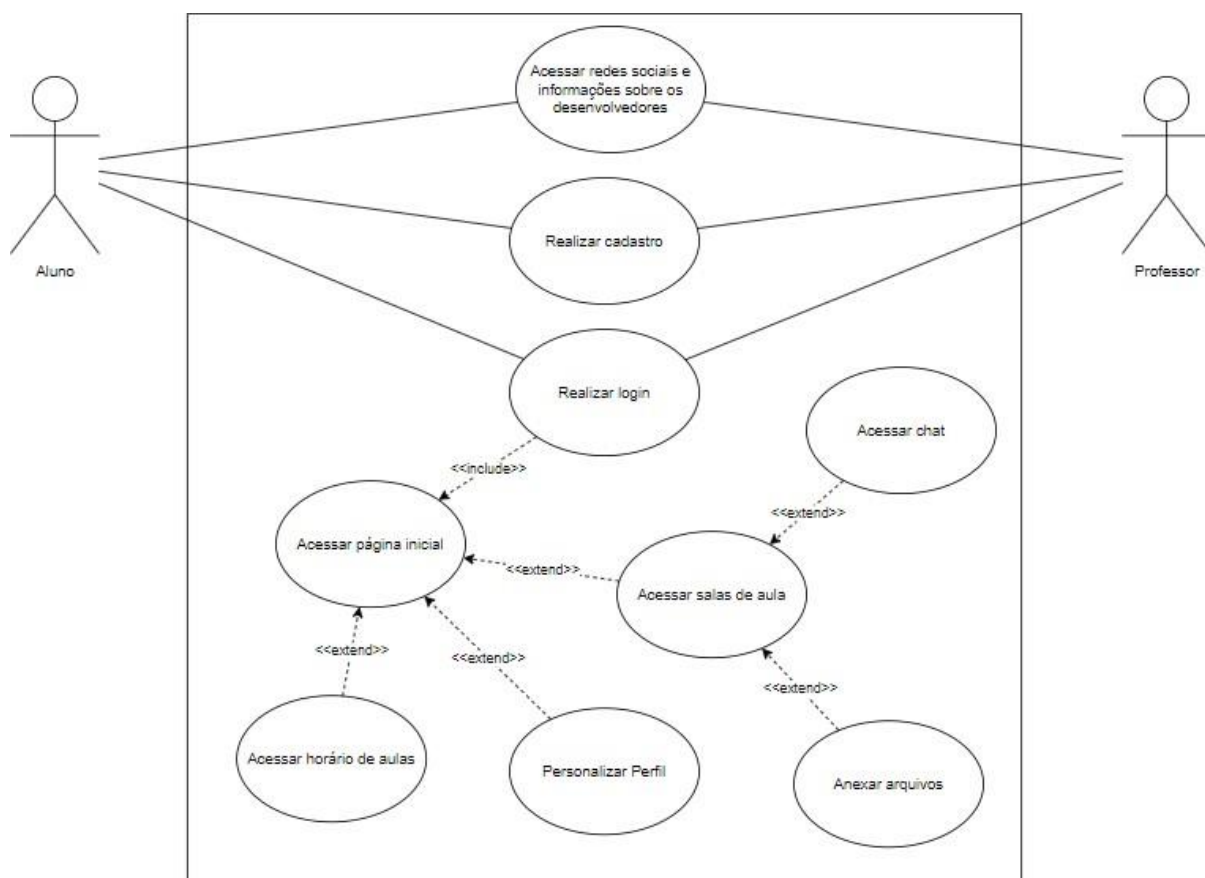 Acessar redes sociais e
informações sobre os
desenvolvedores
Aluno
Professor
Realizar cadastro
Realizar login
Acessar chat
<<include>>
<<extend>>
Acessar página inicial
<<extend>>
Acessar salas de aula
<<extend>>
<<extend>>
<<extend>>
Acessar horário de aulas
Personalizar Perfil
Anexar arquivos